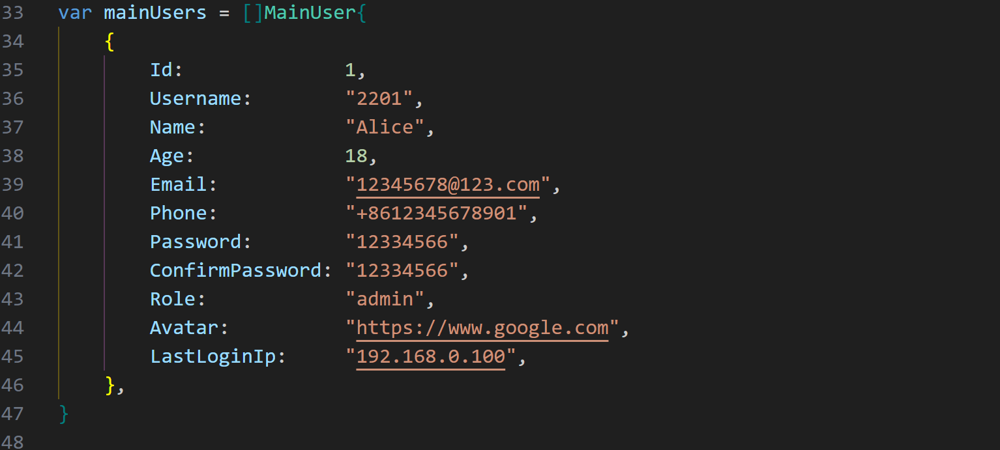 33 var mainUsers = []MainUser{
34 {
35 Id: 1,
36 Username: "2201",
37 Name: "Alice",
38 Age: 18,
39 Email: "12345678@123.com",
40 Phone: "+8612345678901",
41 Password: "12334566",
42 ConfirmPassword: "12334566",
43 Role: "admin",
44 Avatar: "https://www.google.com",
45 LastLoginIp: "192.168.0.100",
46 },
47 }
48